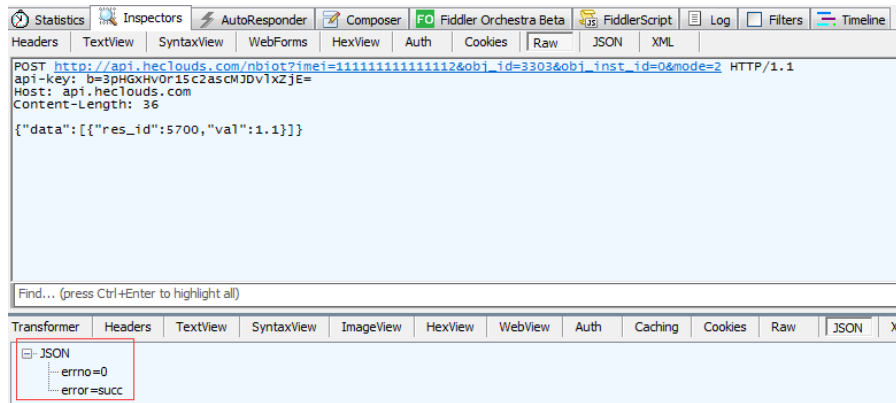 Statistics Inspectors AutoResponder Composer FO Fiddler Orchestra Beta JS FiddlerScript Log Filters Timeline
Headers TextView SyntaxView WebForms HexView Auth Cookies Raw JSON XML
POST http://api.heclouds.com/nbiot?imei=111111111111112&obj_id=3303&obj_inst_id=0&mode=2 HTTP/1.1
api-key: b=3pHGxHvOr15c2ascMJDvlxZjE=
Host: api.heclouds.com
Content-Length: 36
{"data":[{"res_id":5700,"val":1.1}]}
Find... (press Ctrl+Enter to highlight all)
Transformer Headers TextView SyntaxView ImageView HexView WebView Auth Caching Cookies Raw JSON X
JSON
errno=0
error=succ